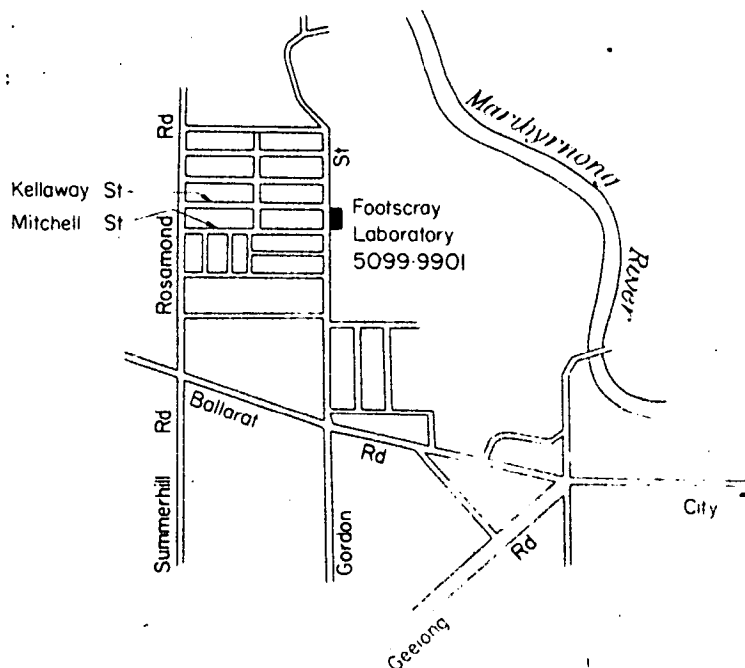 Maribyrnong
River
Rd
St
Kellaway St -
Mitchell St
Footscray
Laboratory
5099-9901
Rosamond
Ballarat
Rd
Rd
Summerhill
Gordon
City
Rd
Geelong